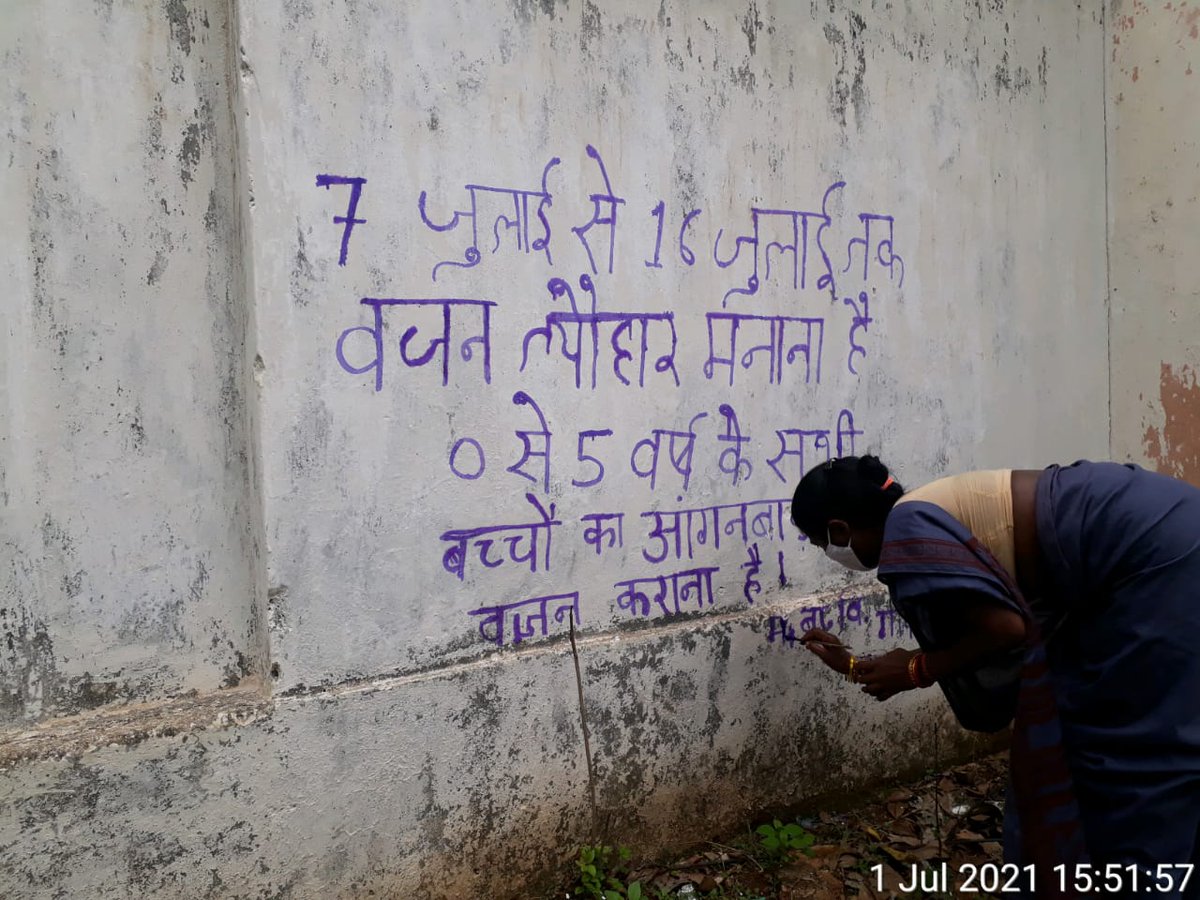 7 जुलाई से 16 जुलाई तक
वजन त्यौहार मनाना है
0 से 5 वर्ष के सभी
बच्चों का आंगनबा
वजन कराना है।
म. बा. वि.
1 Jul 2021 15:51:57